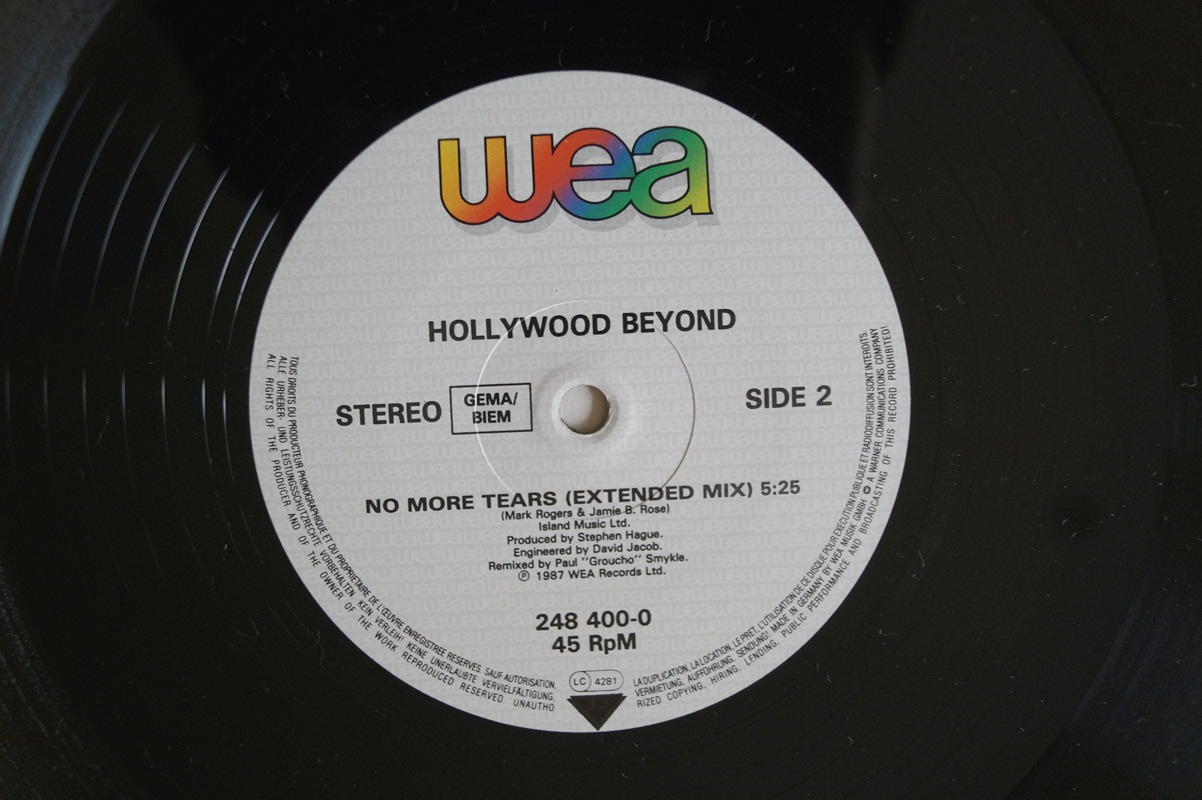 wea
HOLLYWOOD BEYOND
STEREO GEMA/ BIEM SIDE 2
NO MORE TEARS (EXTENDED MIX) 5:25
(Mark Rogers & Jamie B. Rose)
Island Music Ltd.
Produced by Stephen Hague.
Engineered by David Jacob.
Remixed by Paul "Groucho" Smykle.
℗ 1987 WEA Records Ltd.
248 400-0
45 RpM
LC 4281
TOUS DROITS DU PRODUCTEUR PHONOGRAPHIQUE ET DU PROPRIETAIRE DE L'ŒUVRE ENREGISTREE RESERVES. SAUF AUTORISATION,
LA DUPLICATION, LA LOCATION, LE PRET, L'UTILISATION DE CE DISQUE POUR EXECUTION PUBLIQUE ET RADIODIFFUSION SONT INTERDITS.
ALLE URHEBER- UND LEISTUNGSSCHUTZRECHTE VORBEHALTEN. KEIN VERLEIH! KEINE UNERLAUBTE VERVIELFÄLTIGUNG,
VERMIETUNG, AUFFÜHRUNG, SENDUNG! MADE IN GERMANY BY WEA MUSIK GMBH A WARNER COMMUNICATIONS COMPANY
ALL RIGHTS OF THE PRODUCER AND OF THE OWNER OF THE WORK REPRODUCED RESERVED UNAUTHO
RIZED COPYING, HIRING, LENDING, PUBLIC PERFORMANCE AND BROADCASTING OF THIS RECORD PROHIBITED!